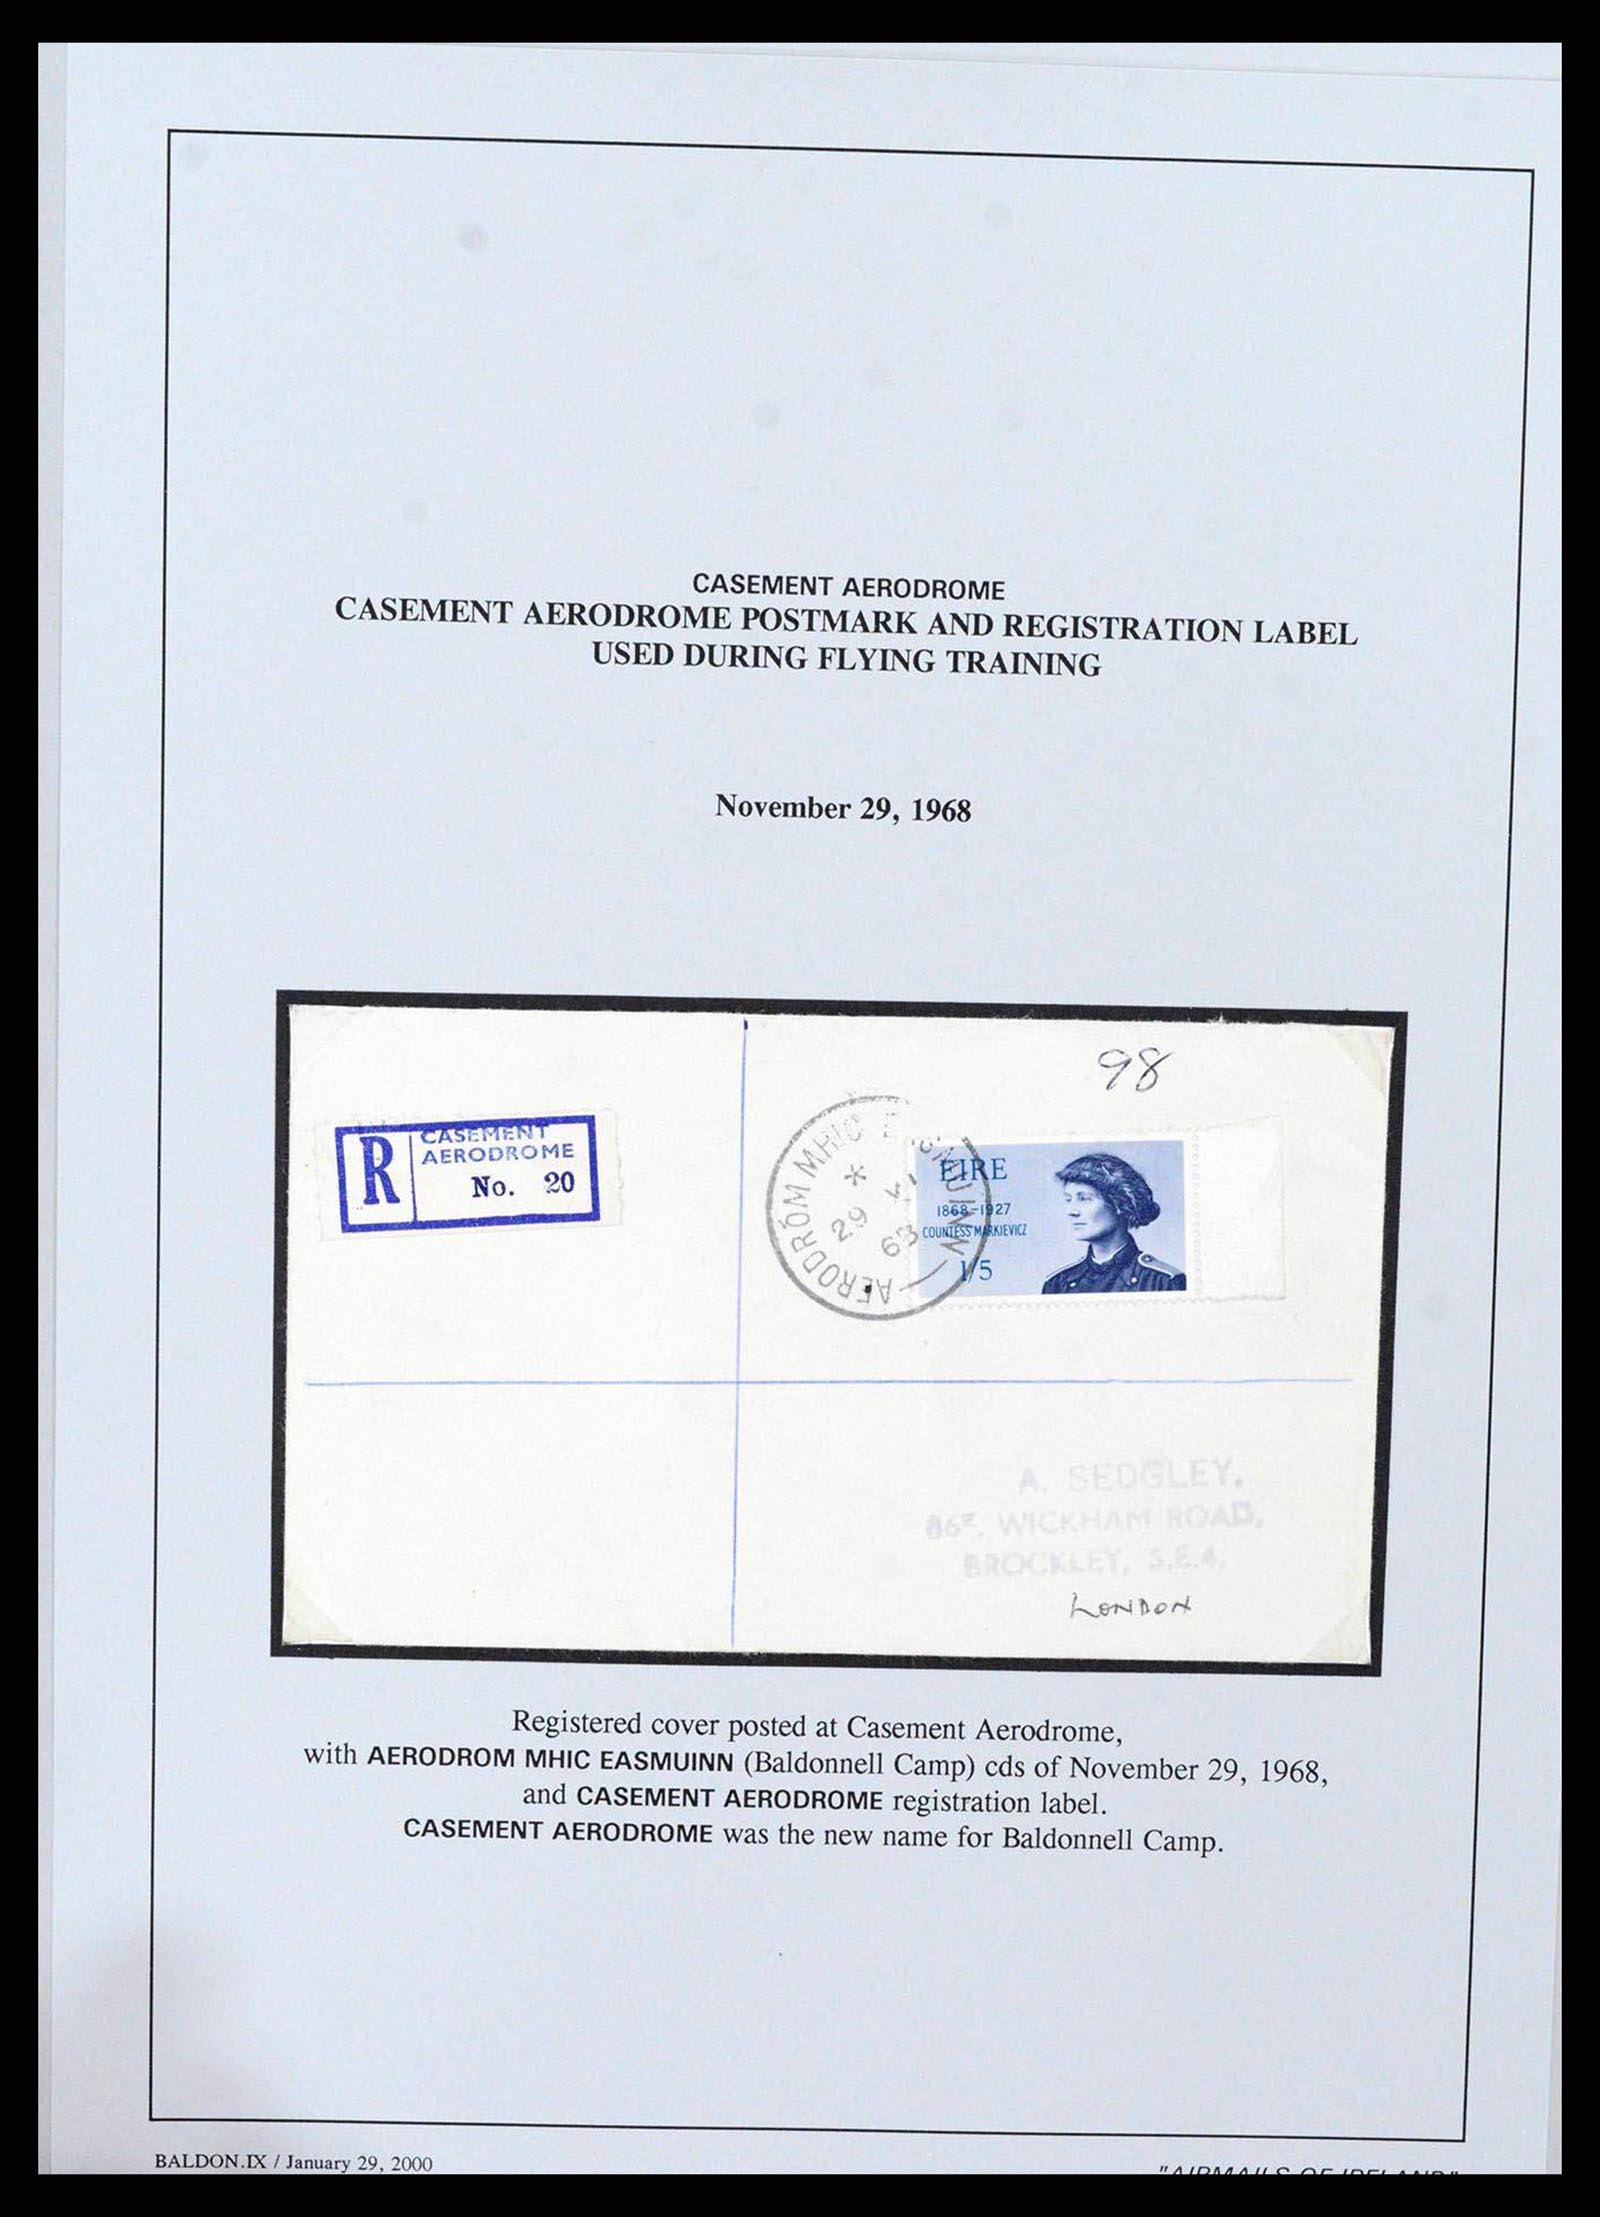 CASEMENT AERODROME
CASEMENT AERODROME POSTMARK AND REGISTRATION LABEL
USED DURING FLYING TRAINING
November 29, 1968
98
R
CASEMENT
AERODROME
No. 20
AERODRÓM MHIC
29
68
EIRE
1868-1927
COUNTESS MARKIEVICZ
1/5
A. SEDGLEY.
WICKHAM ROAD,
BROCKLEY, S.E.4.
LONDON
Registered cover posted at Casement Aerodrome,
with AERODROM MHIC EASMUINN (Baldonnell Camp) cds of November 29, 1968,
and CASEMENT AERODROME registration label.
CASEMENT AERODROME was the new name for Baldonnell Camp.
BALDON.IX / January 29, 2000
"AIRMAILS OF IRELAND"